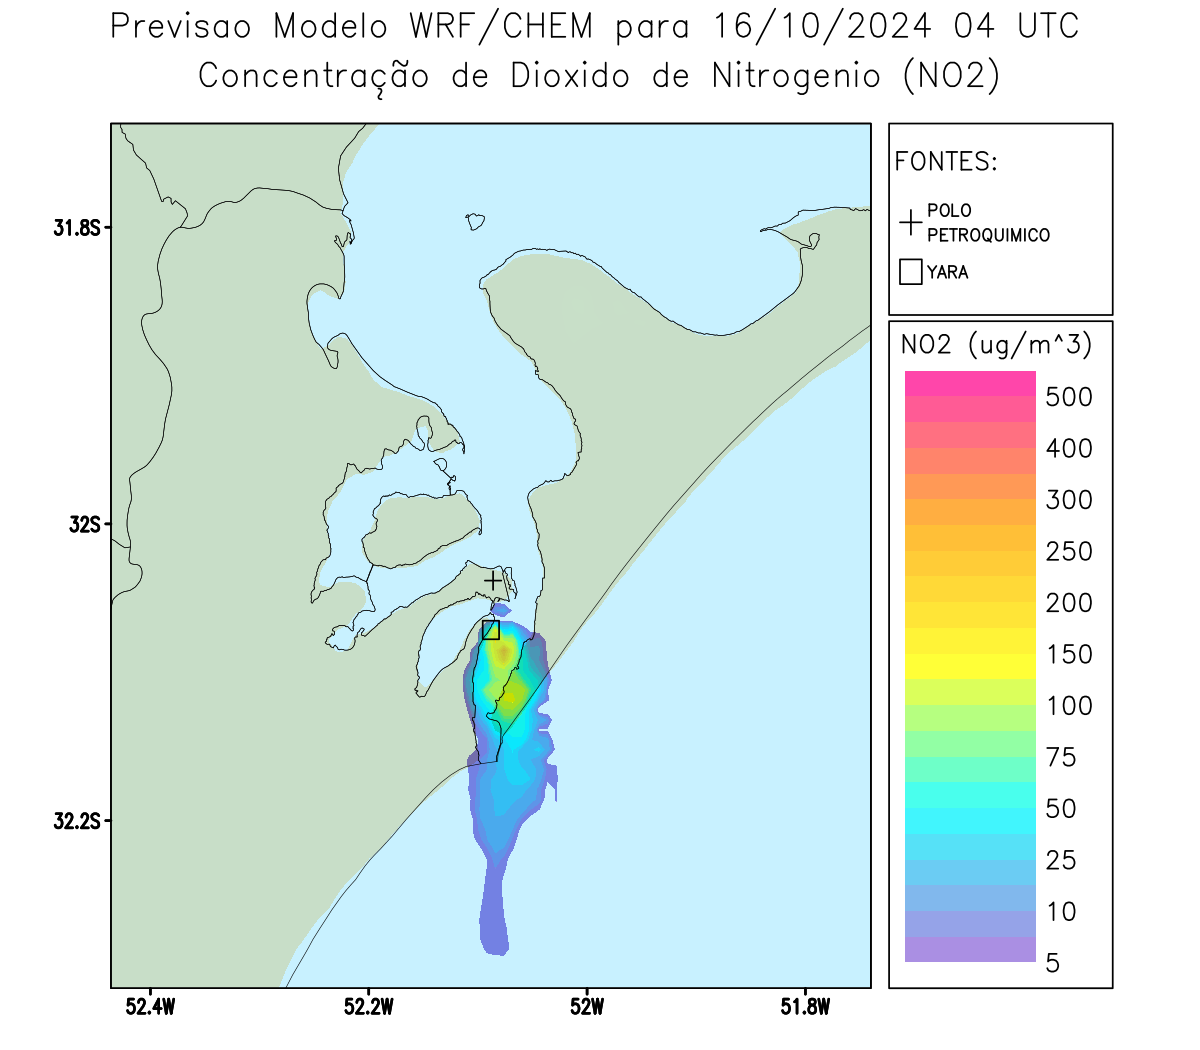 Previsao Modelo WRF/CHEM para 16/10/2024 04 UTC
Concentração de Dioxido de Nitrogenio (NO2)
FONTES:
POLO
PETROQUIMICO
YARA
NO2 (ug/m^3)
500
400
300
250
200
150
100
75
50
25
10
5
31.8S
32S
32.2S
52.4W
52.2W
52W
51.8W